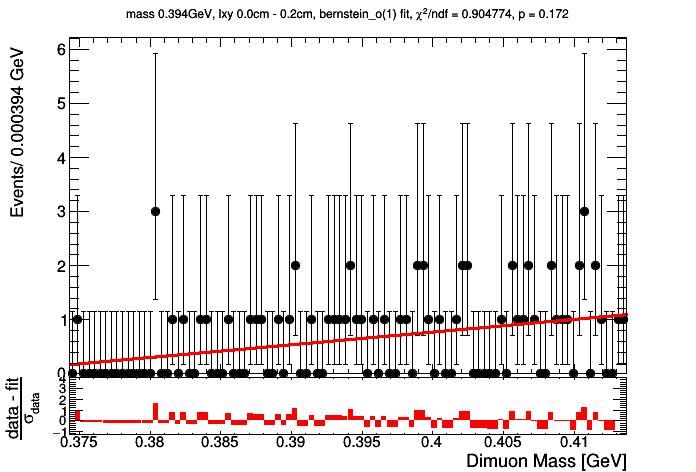 mass 0.394GeV, lxy 0.0cm - 0.2cm, bernstein_o(1) fit, χ²/ndf = 0.904774, p = 0.172
Events/ 0.000394 GeV
6
5
4
3
2
1
0
data - fit
σdata
4
3
2
1
0
−1
0.375 0.38 0.385 0.39 0.395 0.4 0.405 0.41
Dimuon Mass [GeV]